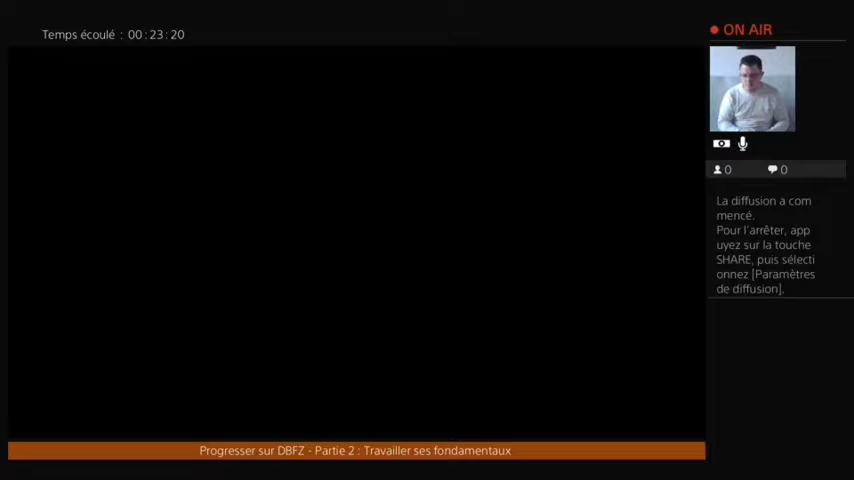 Temps écoulé : 00:23:20
ON AIR
0 0
La diffusion a com
mencé.
Pour l'arrêter, app
uyez sur la touche
SHARE, puis sélecti
onnez [Paramètres
de diffusion].
Progresser sur DBFZ - Partie 2 : Travailler ses fondamentaux